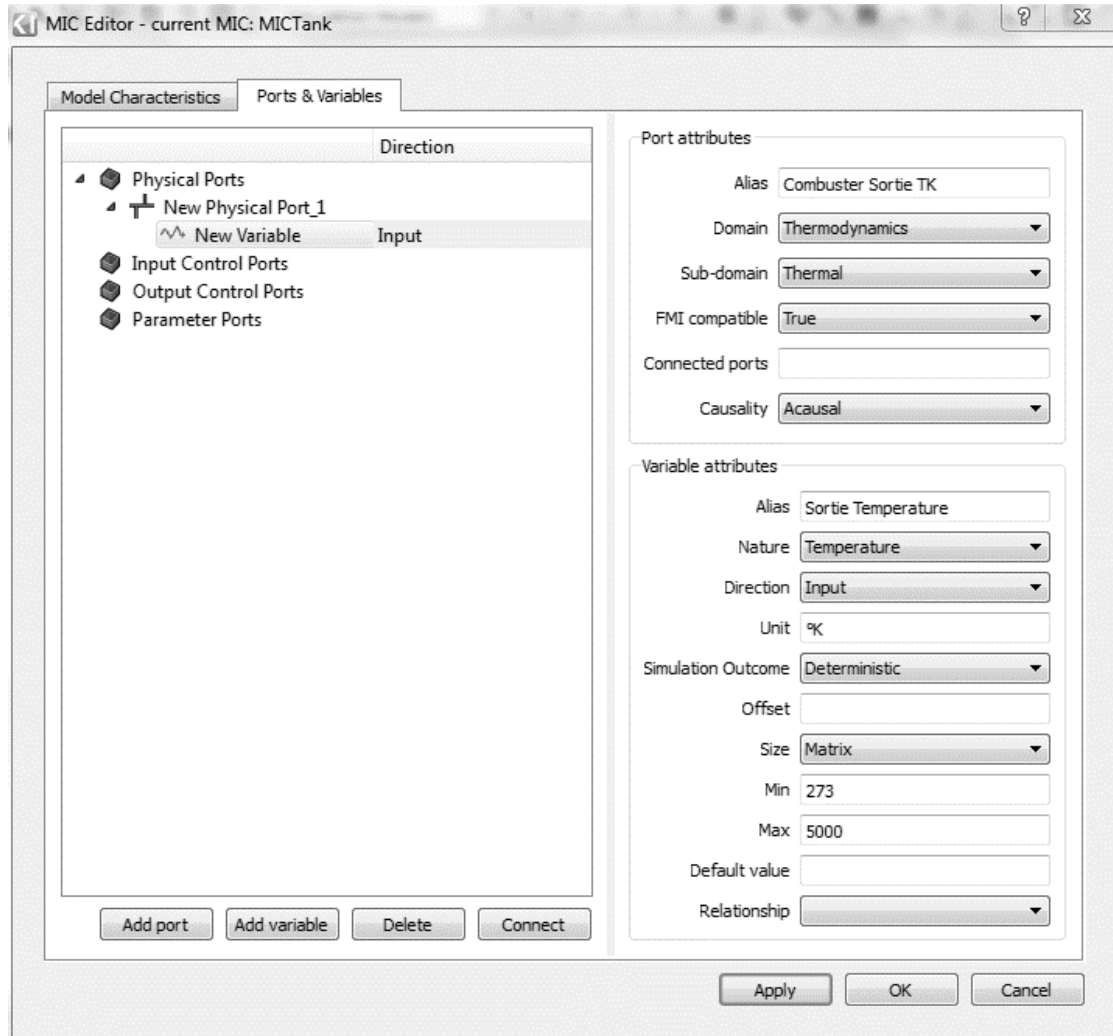 MIC Editor - current MIC: MICTank
?
Model Characteristics
Ports & Variables
Direction
Physical Ports
New Physical Port_1
New Variable
Input
Input Control Ports
Output Control Ports
Parameter Ports
Add port
Add variable
Delete
Connect
Port attributes
Alias Combuster Sortie TK
Domain Thermodynamics
Sub-domain Thermal
FMI compatible True
Connected ports
Causality Acausal
Variable attributes
Alias Sortie Temperature
Nature Temperature
Direction Input
Unit ºK
Simulation Outcome Deterministic
Offset
Size Matrix
Min 273
Max 5000
Default value
Relationship
Apply
OK
Cancel